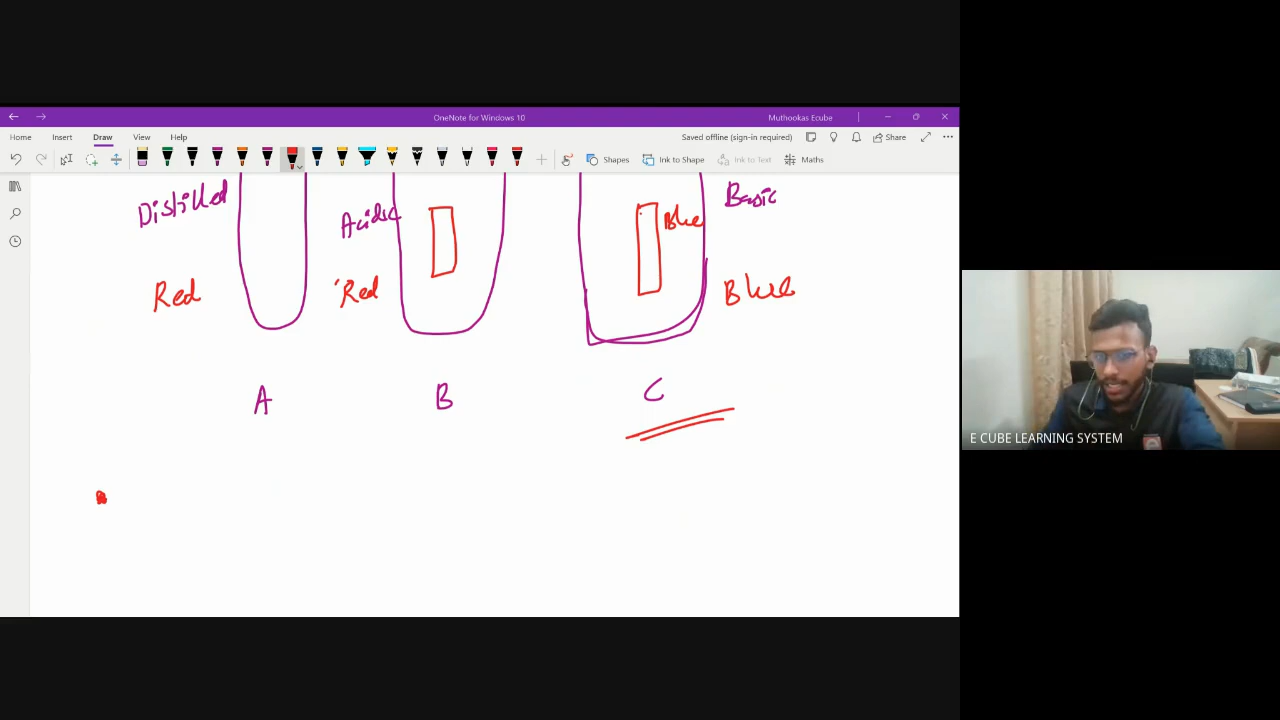 OneNote for Windows 10
Muthookas Ecube
Home Insert Draw View Help
Saved offline (sign-in required)
Share
Shapes
Ink to Shape
Ink to Text
Maths
Distilled
Acidic
Blue
Basic
Red
Red
Blue
A
B
C
E CUBE LEARNING SYSTEM